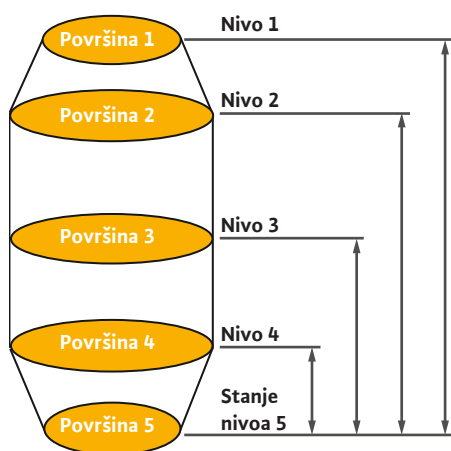 Površina 1
Nivo 1
Površina 2
Nivo 2
Površina 3
Nivo 3
Površina 4
Nivo 4
Površina 5
Stanje
nivoa 5